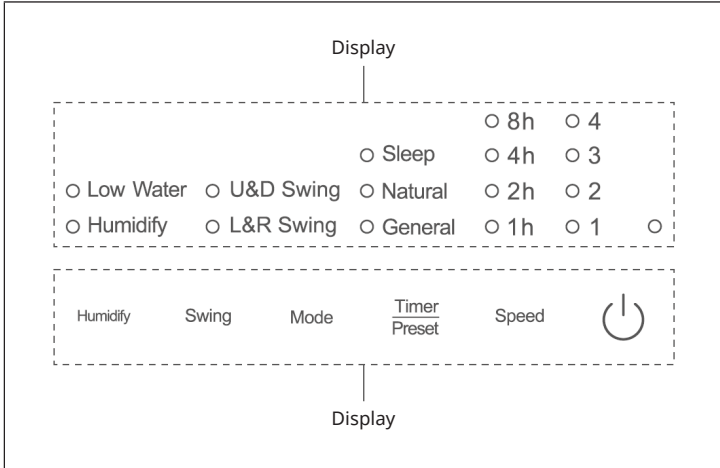 Display
8h 4
Sleep 4h 3
Low Water U&D Swing Natural 2h 2
Humidify L&R Swing General 1h 1
Humidify Swing Mode Timer Speed
Preset
Display